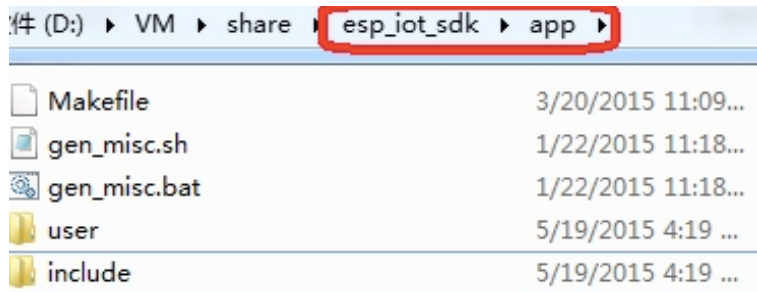 件 (D:) ▸ VM ▸ share ▸ esp_iot_sdk ▸ app ▸
Makefile 3/20/2015 11:09...
gen_misc.sh 1/22/2015 11:18...
gen_misc.bat 1/22/2015 11:18...
user 5/19/2015 4:19 ...
include 5/19/2015 4:19 ...